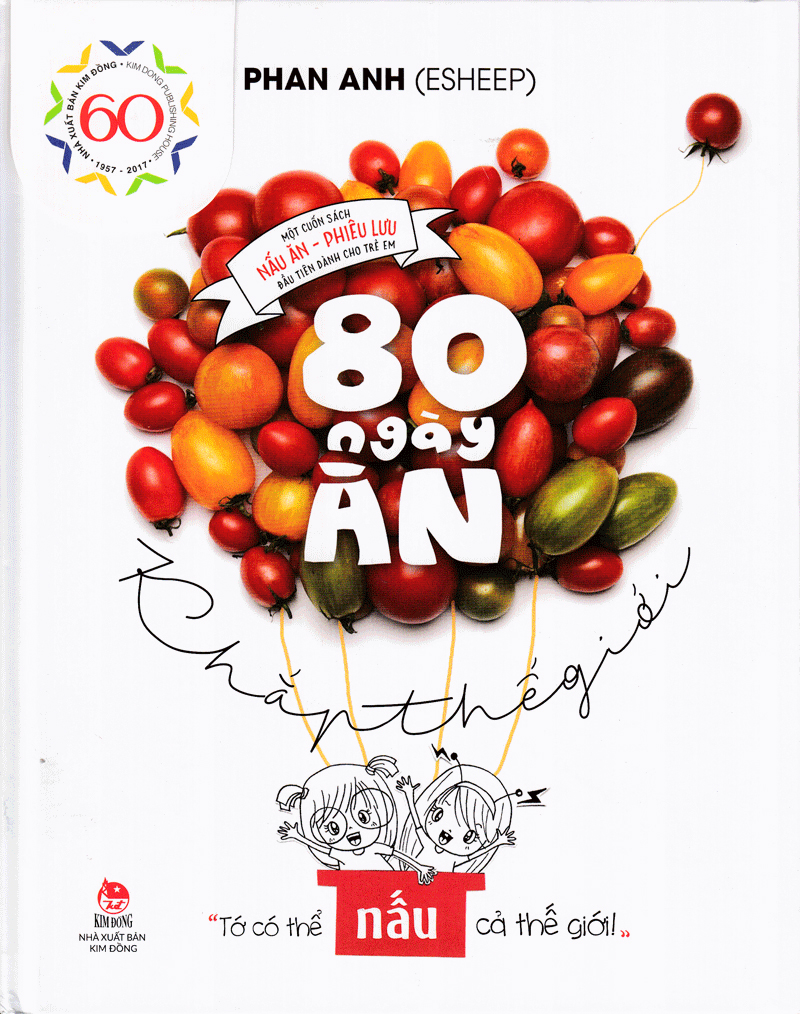 NHÀ XUẤT BẢN KIM ĐỒNG • KIM DONG PUBLISHING HOUSE
60
• 1957 - 2017 •
PHAN ANH (ESHEEP)
MỘT CUỐN SÁCH
NẤU ĂN - PHIÊU LƯU
ĐẦU TIÊN DÀNH CHO TRẺ EM
80
ngày
ĂN
Khắp thế giới
"Tớ có thể nấu cả thế giới!"
KIM ĐỒNG
NHÀ XUẤT BẢN
KIM ĐỒNG